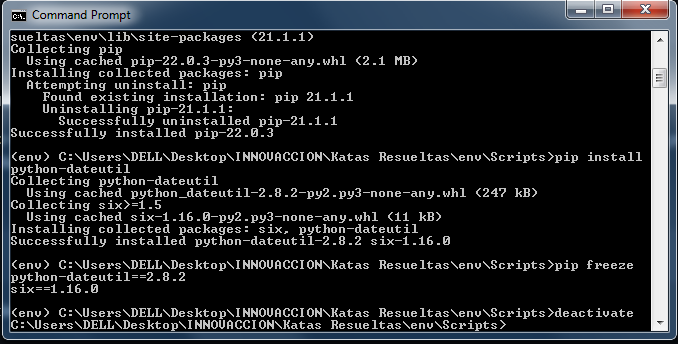 Command Prompt
sueltas\env\lib\site-packages (21.1.1)
Collecting pip
  Using cached pip-22.0.3-py3-none-any.whl (2.1 MB)
Installing collected packages: pip
  Attempting uninstall: pip
    Found existing installation: pip 21.1.1
    Uninstalling pip-21.1.1:
      Successfully uninstalled pip-21.1.1
Successfully installed pip-22.0.3
(env) C:\Users\DELL\Desktop\INNOVACCION\Katas Resueltas\env\Scripts>pip install
python-dateutil
Collecting python-dateutil
  Using cached python_dateutil-2.8.2-py2.py3-none-any.whl (247 kB)
Collecting six>=1.5
  Using cached six-1.16.0-py2.py3-none-any.whl (11 kB)
Installing collected packages: six, python-dateutil
Successfully installed python-dateutil-2.8.2 six-1.16.0
(env) C:\Users\DELL\Desktop\INNOVACCION\Katas Resueltas\env\Scripts>pip freeze
python-dateutil==2.8.2
six==1.16.0
(env) C:\Users\DELL\Desktop\INNOVACCION\Katas Resueltas\env\Scripts>deactivate
C:\Users\DELL\Desktop\INNOVACCION\Katas Resueltas\env\Scripts>